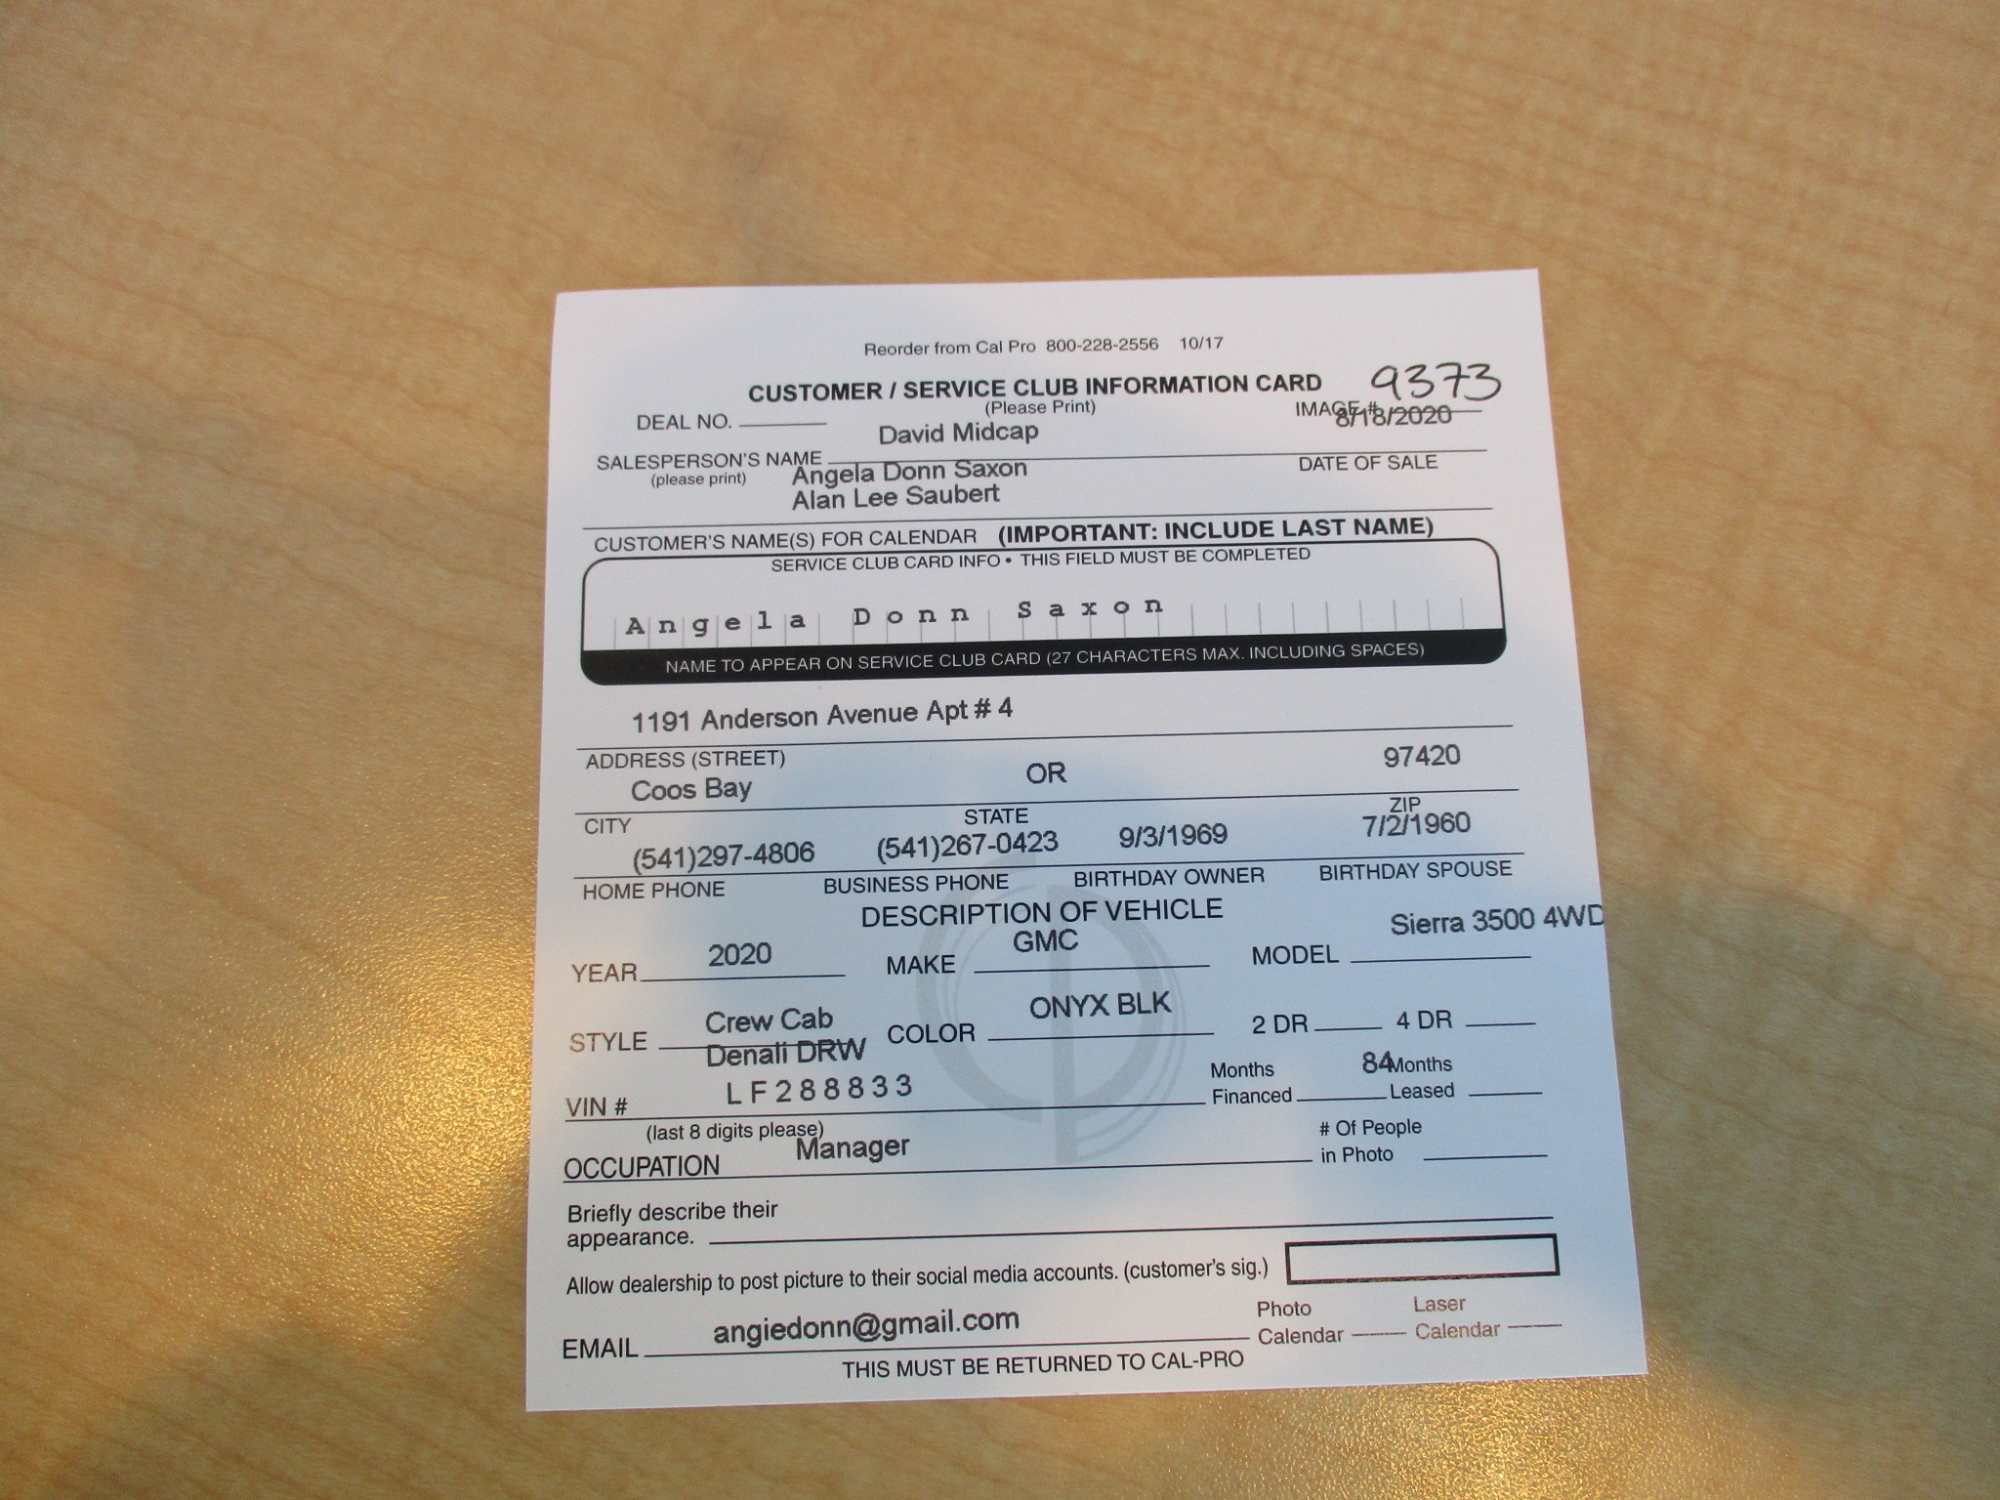 Reorder from Cal Pro 800-228-2556 10/17
CUSTOMER / SERVICE CLUB INFORMATION CARD 9373
(Please Print)
DEAL NO. IMAGE #
8/18/2020
David Midcap
SALESPERSON'S NAME DATE OF SALE
(please print)
Angela Donn Saxon
Alan Lee Saubert
CUSTOMER'S NAME(S) FOR CALENDAR (IMPORTANT: INCLUDE LAST NAME)
SERVICE CLUB CARD INFO • THIS FIELD MUST BE COMPLETED
Angela Donn Saxon
NAME TO APPEAR ON SERVICE CLUB CARD (27 CHARACTERS MAX. INCLUDING SPACES)
1191 Anderson Avenue Apt # 4
ADDRESS (STREET)
Coos Bay OR 97420
CITY STATE ZIP
(541)297-4806 (541)267-0423 9/3/1969 7/2/1960
HOME PHONE BUSINESS PHONE BIRTHDAY OWNER BIRTHDAY SPOUSE
DESCRIPTION OF VEHICLE
YEAR 2020 MAKE GMC MODEL Sierra 3500 4WD
STYLE Crew Cab COLOR ONYX BLK 2 DR 4 DR
Denali DRW
VIN # LF288833
(last 8 digits please)
Months Financed 84 Months Leased
OCCUPATION Manager
# Of People
in Photo
Briefly describe their
appearance.
Allow dealership to post picture to their social media accounts. (customer's sig.)
EMAIL angiedonn@gmail.com
Photo Calendar Laser Calendar
THIS MUST BE RETURNED TO CAL-PRO